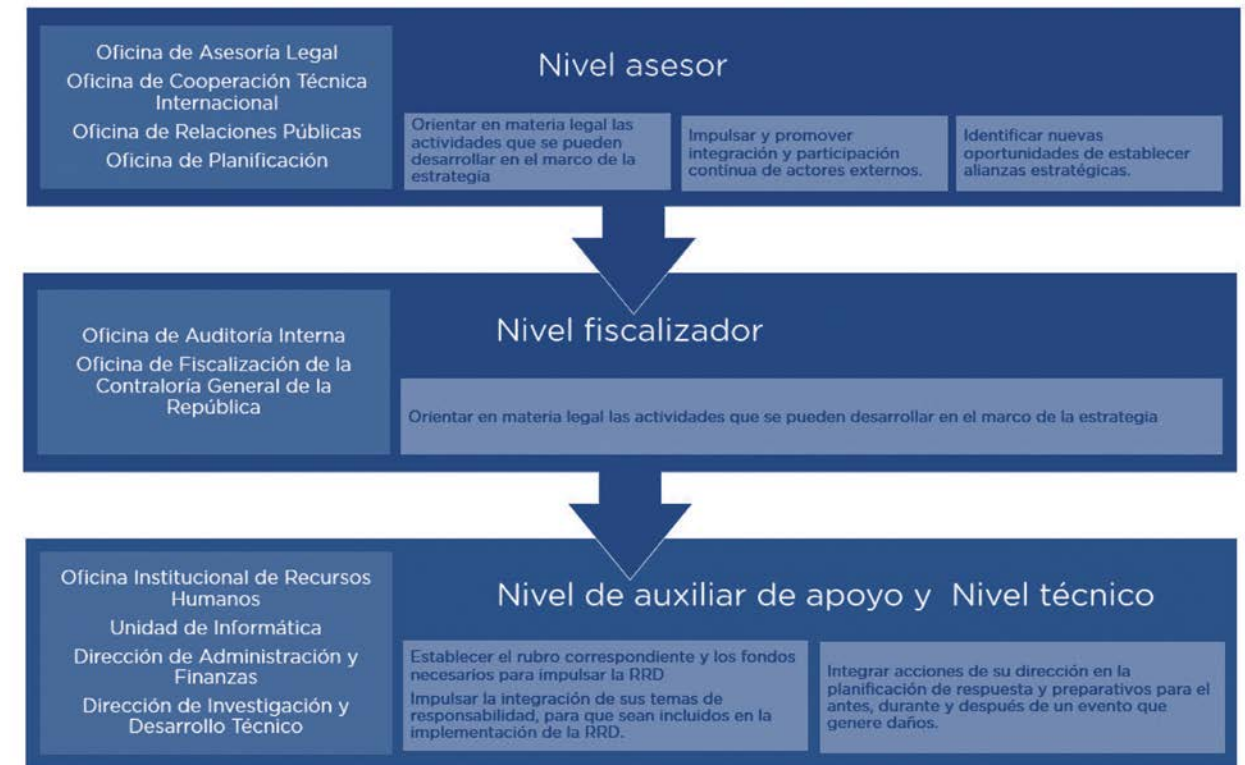 Oficina de Asesoría Legal
Oficina de Cooperación Técnica
Internacional
Oficina de Relaciones Públicas
Oficina de Planificación
Nivel asesor
Orientar en materia legal las
actividades que se pueden
desarrollar en el marco de la
estrategia
Impulsar y promover
integración y participación
continua de actores externos.
Identificar nuevas
oportunidades de establecer
alianzas estratégicas.
Oficina de Auditoría Interna
Oficina de Fiscalización de la
Contraloría General de la
República
Nivel fiscalizador
Orientar en materia legal las actividades que se pueden desarrollar en el marco de la estrategia
Oficina Institucional de Recursos
Humanos
Unidad de Informática
Dirección de Administración y
Finanzas
Dirección de Investigación y
Desarrollo Técnico
Nivel de auxiliar de apoyo y Nivel técnico
Establecer el rubro correspondiente y los fondos
necesarios para impulsar la RRD
Impulsar la integración de sus temas de
responsabilidad, para que sean incluidos en la
implementación de la RRD.
Integrar acciones de su dirección en la
planificación de respuesta y preparativos para el
antes, durante y después de un evento que
genere daños.